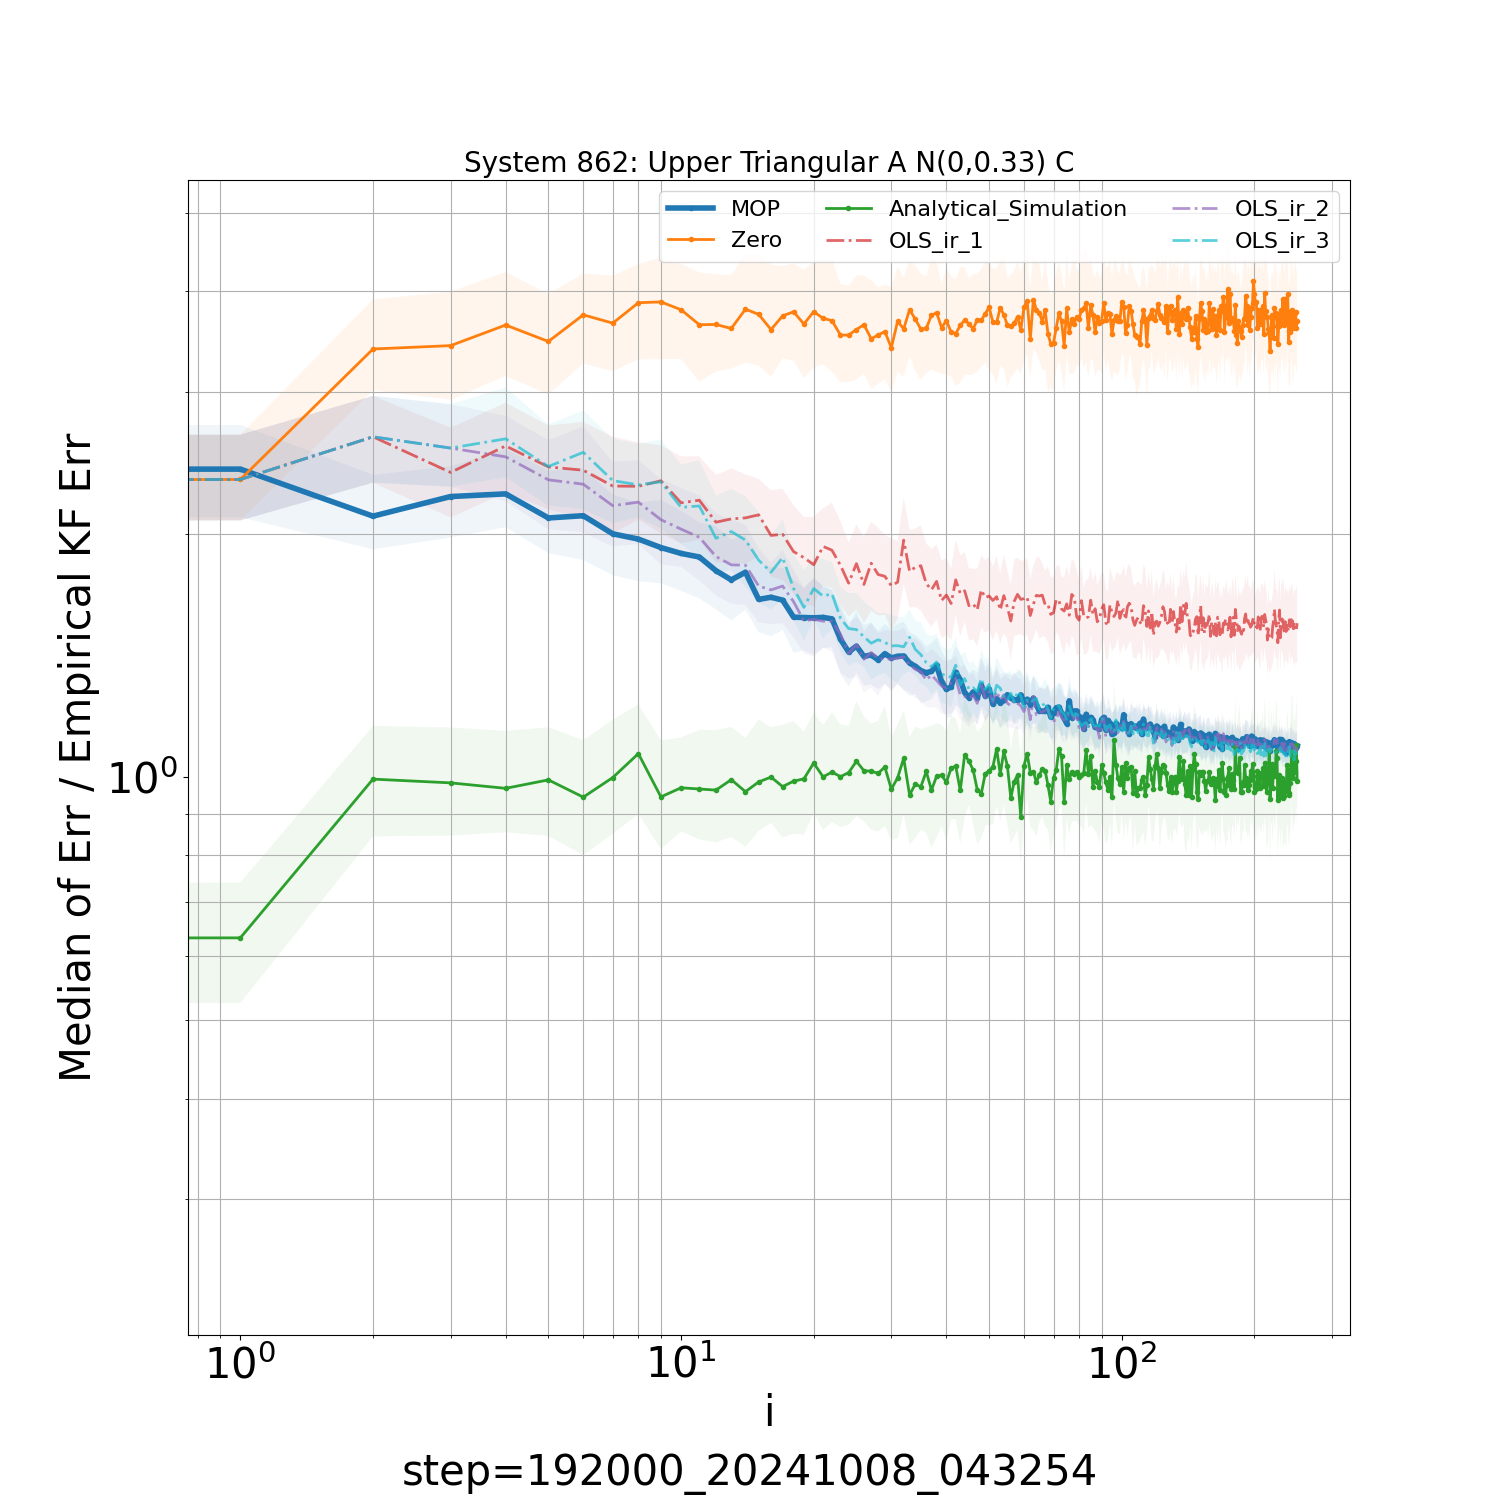 System 862: Upper Triangular A N(0,0.33) C
MOP
Zero
Analytical_Simulation
OLS_ir_1
OLS_ir_2
OLS_ir_3
Median of Err / Empirical KF Err
10⁰
10⁰
10¹
10²
i
step=192000_20241008_043254